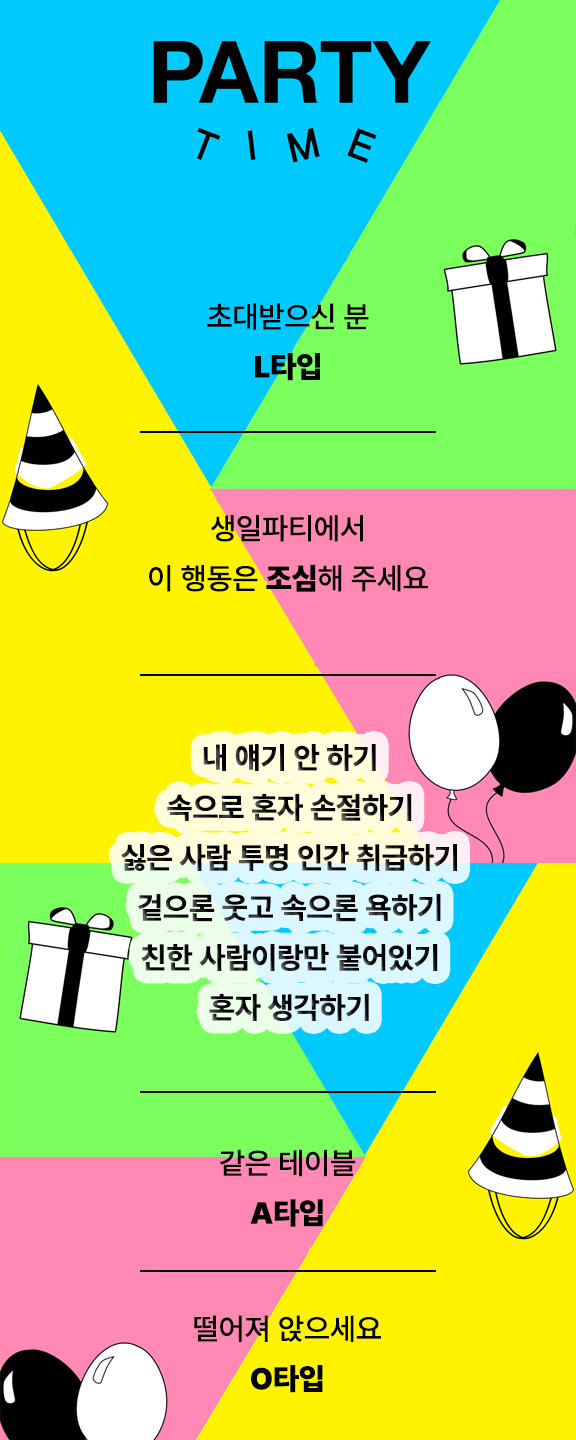 PARTY
TIME
초대받으신 분
L타입
생일파티에서
이 행동은 조심해 주세요
내 얘기 안 하기
속으로 혼자 손절하기
싫은 사람 투명 인간 취급하기
겉으론 웃고 속으론 욕하기
친한 사람이랑만 붙어있기
혼자 생각하기
같은 테이블
A타입
떨어져 앉으세요
O타입